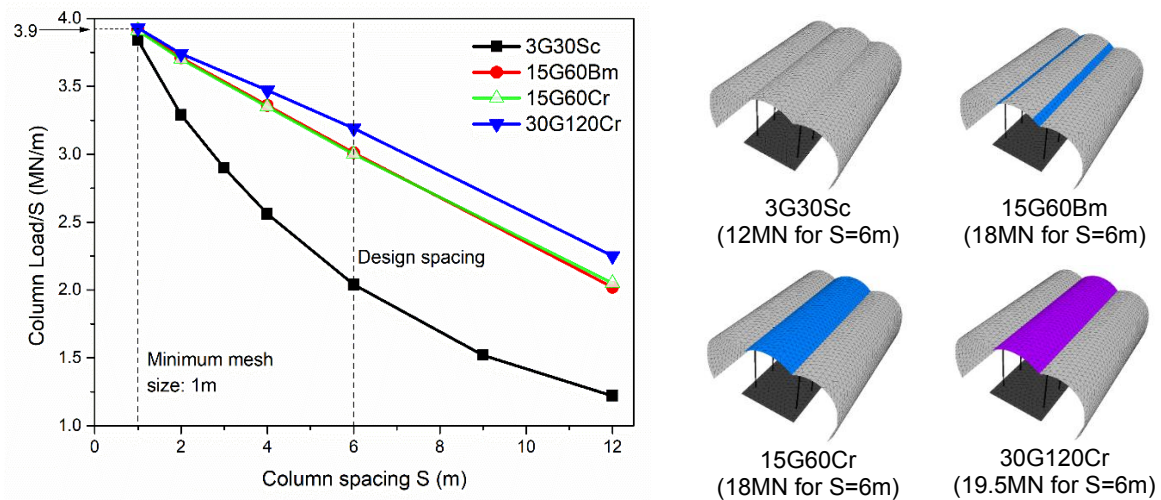 4.0
3.9
3.5
3.0
2.5
2.0
1.5
1.0
Column Load/S (MN/m)
3G30Sc
15G60Bm
15G60Cr
30G120Cr
Design spacing
Minimum mesh
size: 1m
0 2 4 6 8 10 12
Column spacing S (m)
3G30Sc
(12MN for S=6m)
15G60Bm
(18MN for S=6m)
15G60Cr
(18MN for S=6m)
30G120Cr
(19.5MN for S=6m)